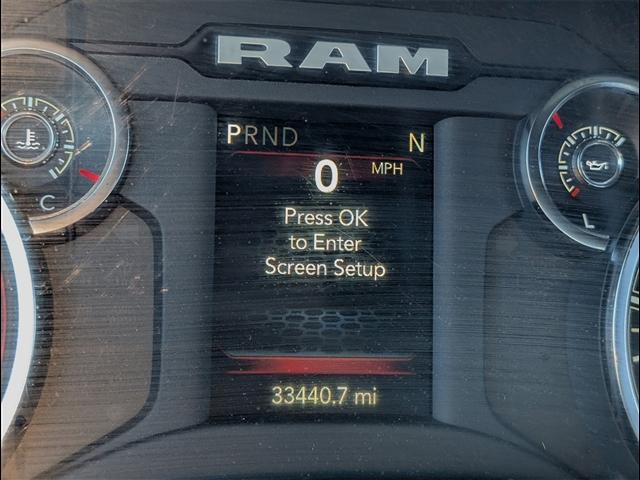 RAM
PRND N
0 MPH
Press OK
to Enter
Screen Setup
33440.7 mi
C
L